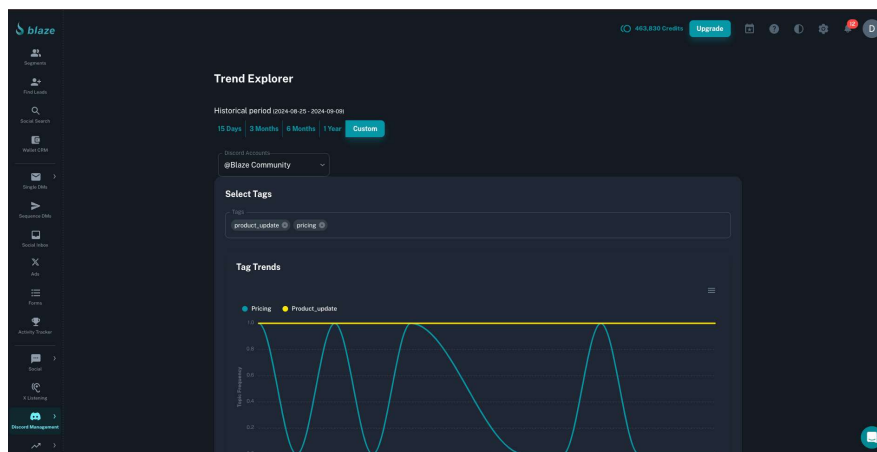 blaze
463,830 Credits
Upgrade
12
D
Segments
Find Leads
Social Search
Wallet CRM
Single DMs
Sequence DMs
Social Inbox
Ads
Forms
Activity Tracker
Social
X Listening
Discord Management
Trend Explorer
Historical period (2024-08-25 - 2024-09-09)
15 Days 3 Months 6 Months 1 Year Custom
Discord Accounts
@Blaze Community
Select Tags
Tags
product_update pricing
Tag Trends
Pricing Product_update
1.0
0.8
0.6
0.4
0.2
Topic Frequency